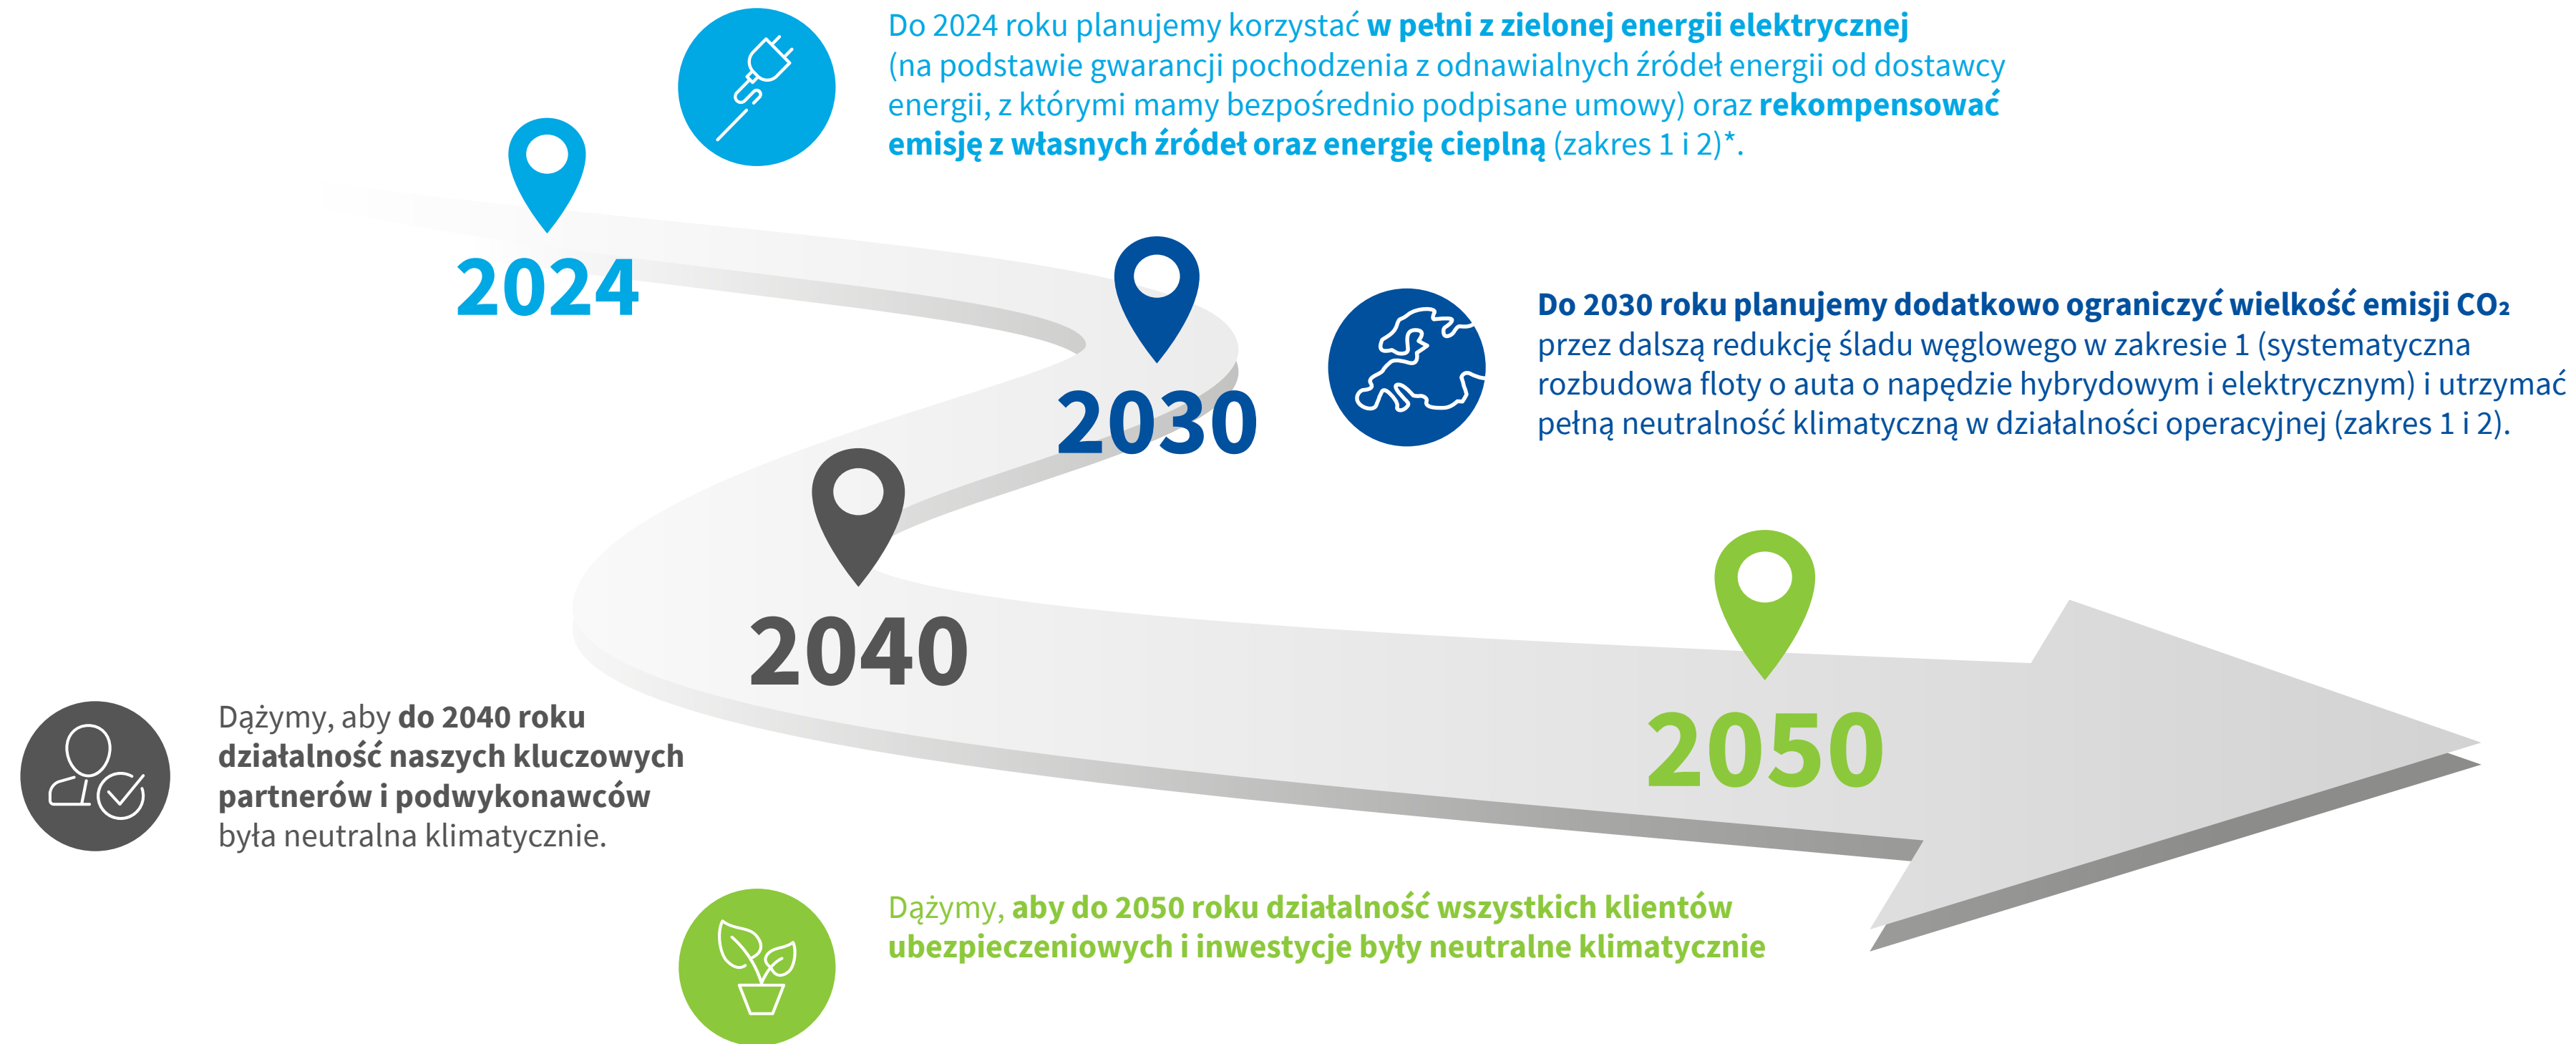 Do 2024 roku planujemy korzystać w pełni z zielonej energii elektrycznej
(na podstawie gwarancji pochodzenia z odnawialnych źródeł energii od dostawcy
energii, z którymi mamy bezpośrednio podpisane umowy) oraz rekompensować
emisję z własnych źródeł oraz energię cieplną (zakres 1 i 2)*.
2024
2030
Do 2030 roku planujemy dodatkowo ograniczyć wielkość emisji CO₂
przez dalszą redukcję śladu węglowego w zakresie 1 (systematyczna
rozbudowa floty o auta o napędzie hybrydowym i elektrycznym) i utrzymać
pełną neutralność klimatyczną w działalności operacyjnej (zakres 1 i 2).
2040
Dążymy, aby do 2040 roku
działalność naszych kluczowych
partnerów i podwykonawców
była neutralna klimatycznie.
2050
Dążymy, aby do 2050 roku działalność wszystkich klientów
ubezpieczeniowych i inwestycje były neutralne klimatycznie